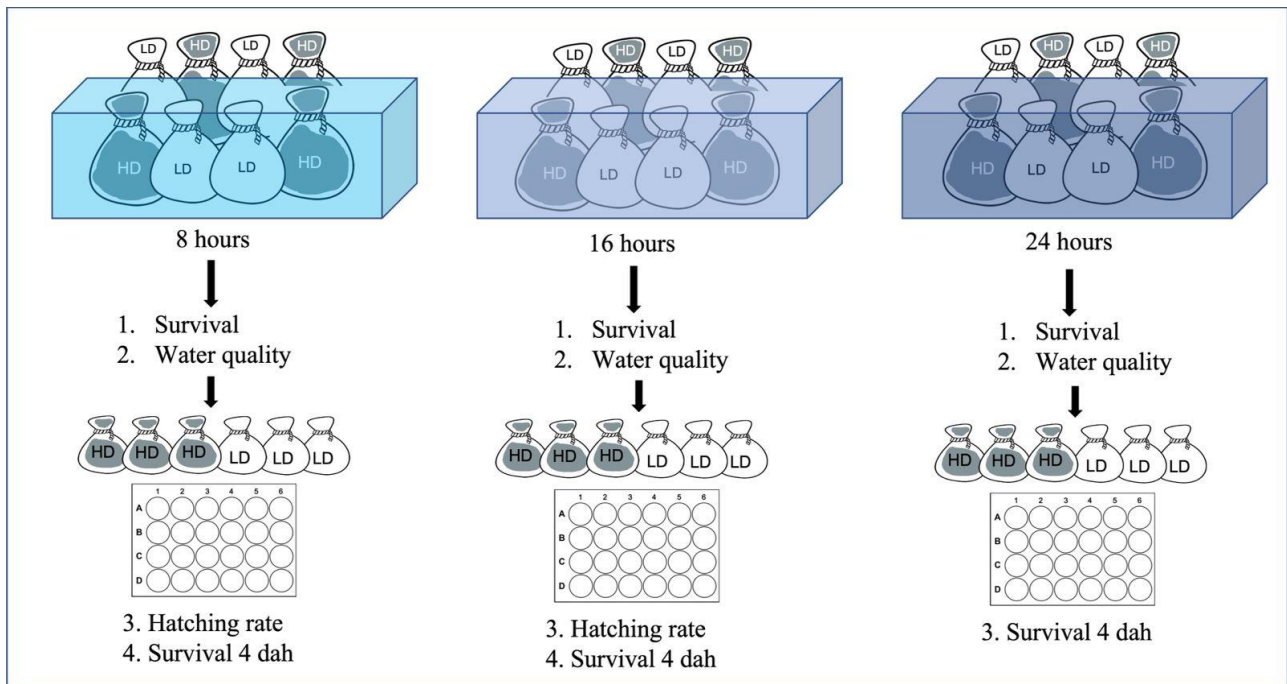 LD HD LD HD
HD LD LD HD
8 hours
1. Survival
2. Water quality
HD HD HD LD LD LD
1 2 3 4 5 6
A
B
C
D
3. Hatching rate
4. Survival 4 dah
LD HD LD HD
HD LD LD HD
16 hours
1. Survival
2. Water quality
HD HD HD LD LD LD
1 2 3 4 5 6
A
B
C
D
3. Hatching rate
4. Survival 4 dah
LD HD LD HD
HD LD LD HD
24 hours
1. Survival
2. Water quality
HD HD HD LD LD LD
1 2 3 4 5 6
A
B
C
D
3. Survival 4 dah